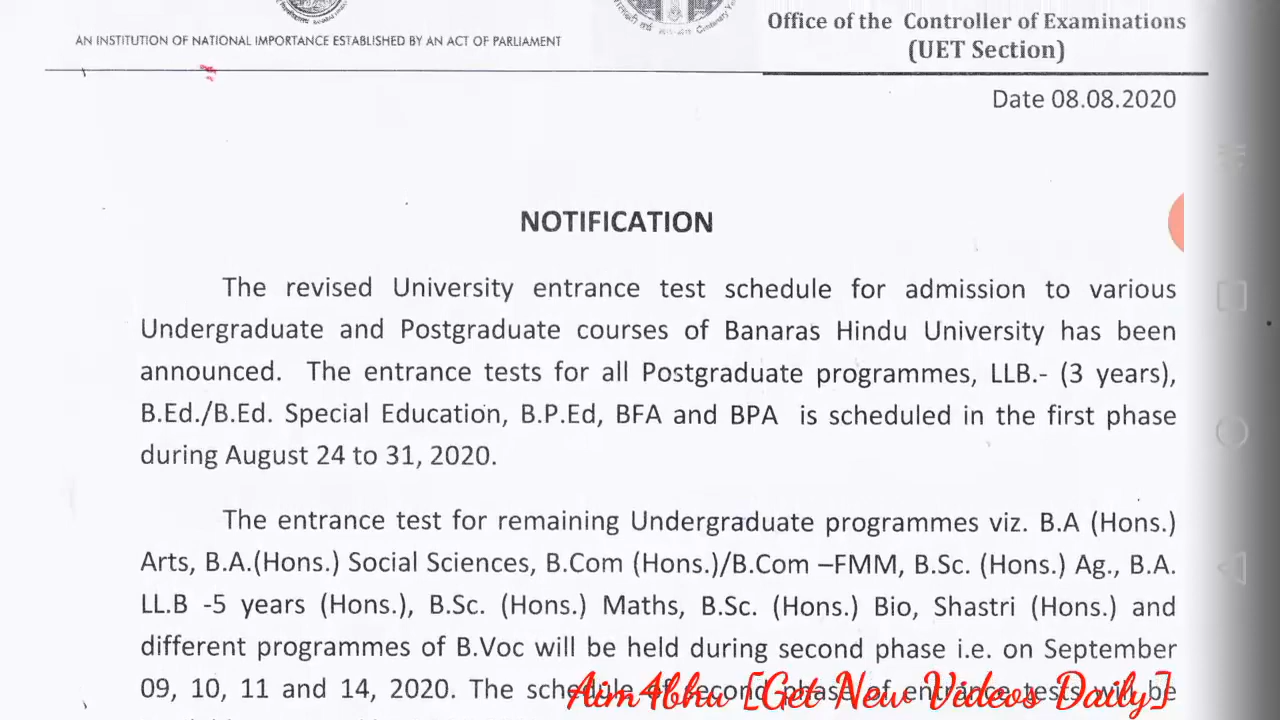 AN INSTITUTION OF NATIONAL IMPORTANCE ESTABLISHED BY AN ACT OF PARLIAMENT
Office of the Controller of Examinations
(UET Section)
Date 08.08.2020
NOTIFICATION
The revised University entrance test schedule for admission to various
Undergraduate and Postgraduate courses of Banaras Hindu University has been
announced. The entrance tests for all Postgraduate programmes, LLB.- (3 years),
B.Ed./B.Ed. Special Education, B.P.Ed, BFA and BPA is scheduled in the first phase
during August 24 to 31, 2020.
The entrance test for remaining Undergraduate programmes viz. B.A (Hons.)
Arts, B.A.(Hons.) Social Sciences, B.Com (Hons.)/B.Com –FMM, B.Sc. (Hons.) Ag., B.A.
LL.B -5 years (Hons.), B.Sc. (Hons.) Maths, B.Sc. (Hons.) Bio, Shastri (Hons.) and
different programmes of B.Voc will be held during second phase i.e. on September
09, 10, 11 and 14, 2020. The schedule of second phase of entrance tests will be
Aim4bhu [Get New Videos Daily]